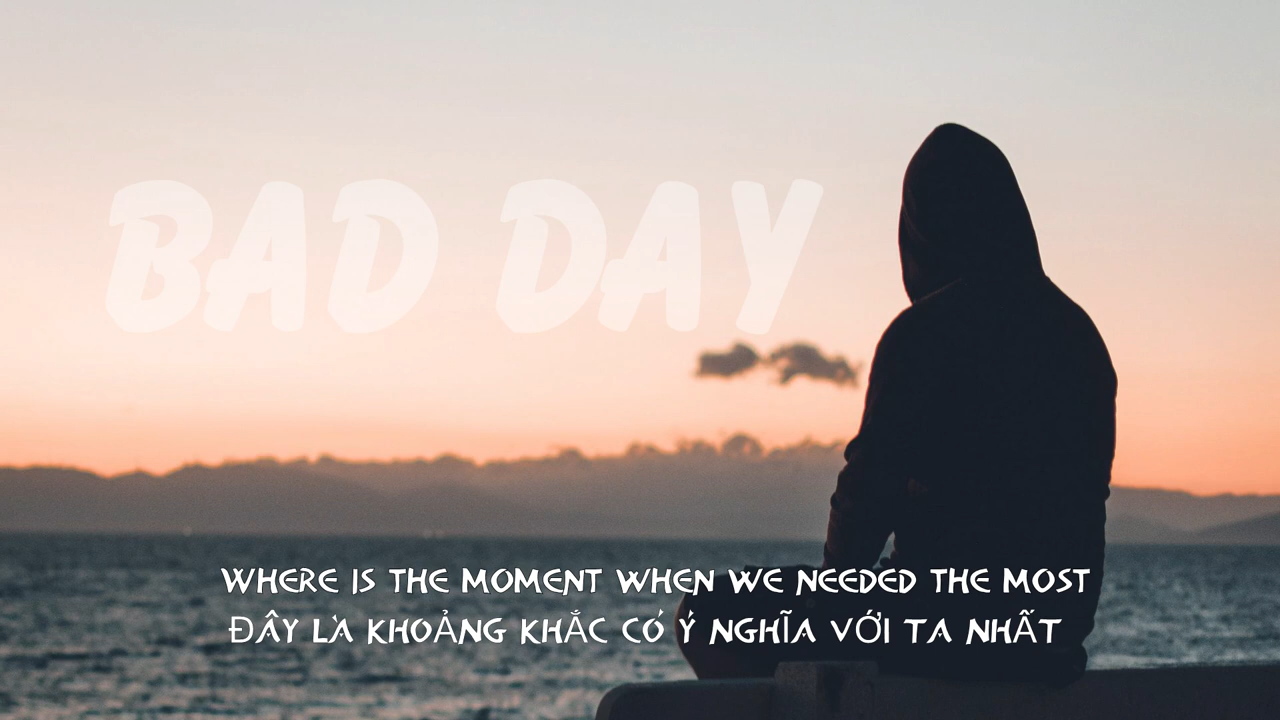 BAD DAY
WHERE IS THE MOMENT WHEN WE NEEDED THE MOST
ĐÂY LÀ KHOẢNG KHẮC CÓ Ý NGHĨA VỚI TA NHẤT